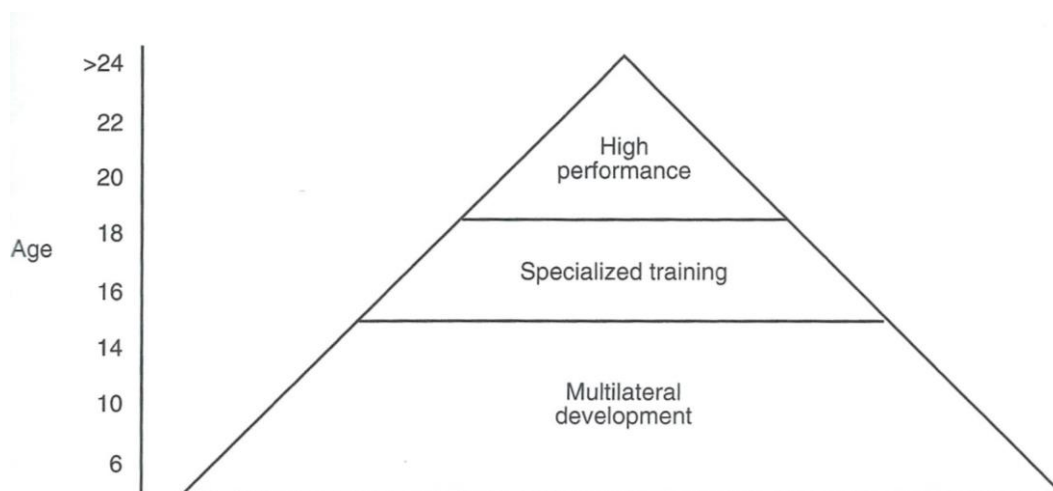 >24
22
20
18
Age
16
14
10
6
High
performance
Specialized training
Multilateral
development